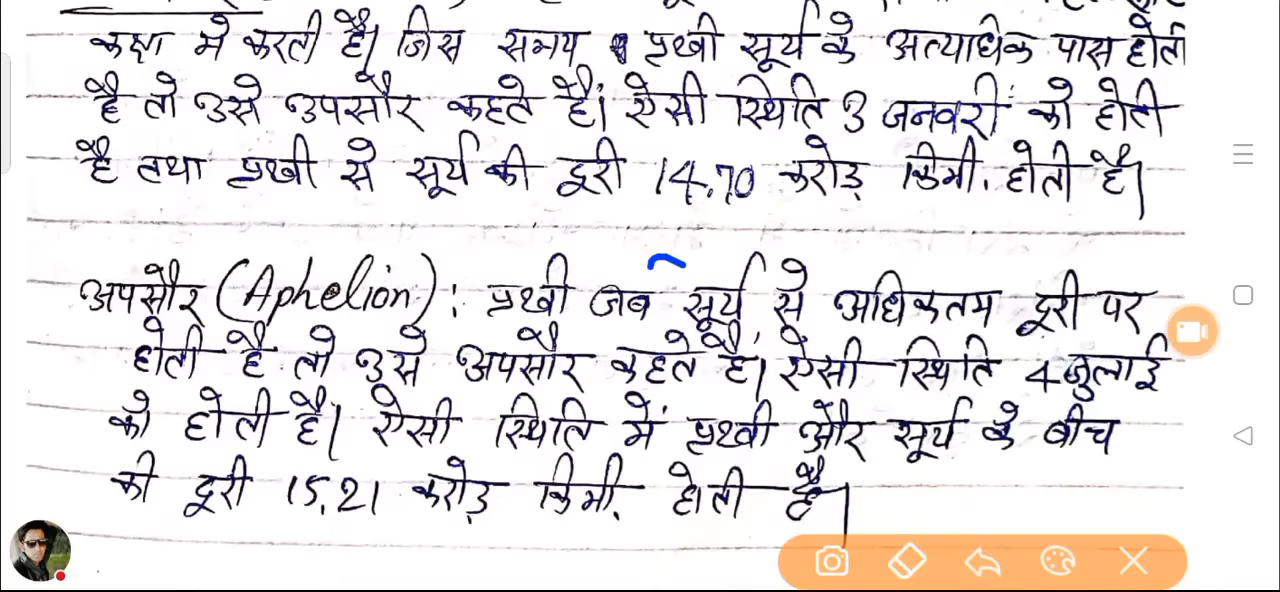 कक्षा में करती है। जिस समय पृथ्वी सूर्य के अत्याधिक पास होती
है तो उसे उपसौर कहते हैं। ऐसी स्थिति 3 जनवरी को होती
है तथा पृथ्वी से सूर्य की दूरी 14.70 करोड़ किमी. होती है।
अपसौर (Aphelion) : पृथ्वी जब सूर्य से अधिकतम दूरी पर
होती है तो उसे अपसौर कहते हैं। ऐसी स्थिति 4 जुलाई
को होती है। ऐसी स्थिति में पृथ्वी और सूर्य के बीच
की दूरी 15.21 करोड़ किमी. होती है।